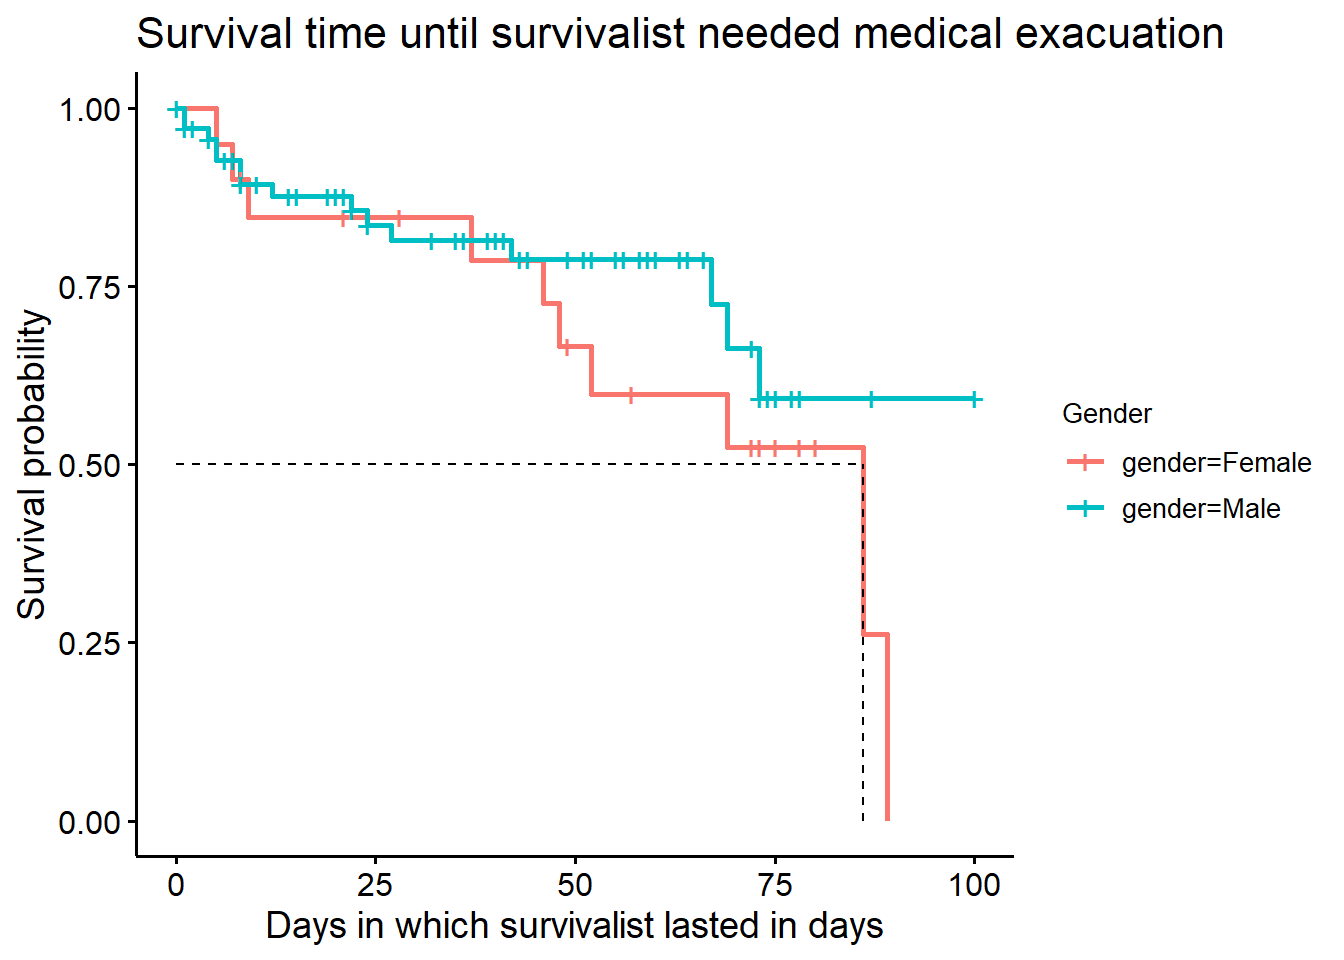 Survival time until survivalist needed medical exacuation
Survival probability
1.00
0.75
0.50
0.25
0.00
0 25 50 75 100
Days in which survivalist lasted in days
Gender
gender=Female
gender=Male